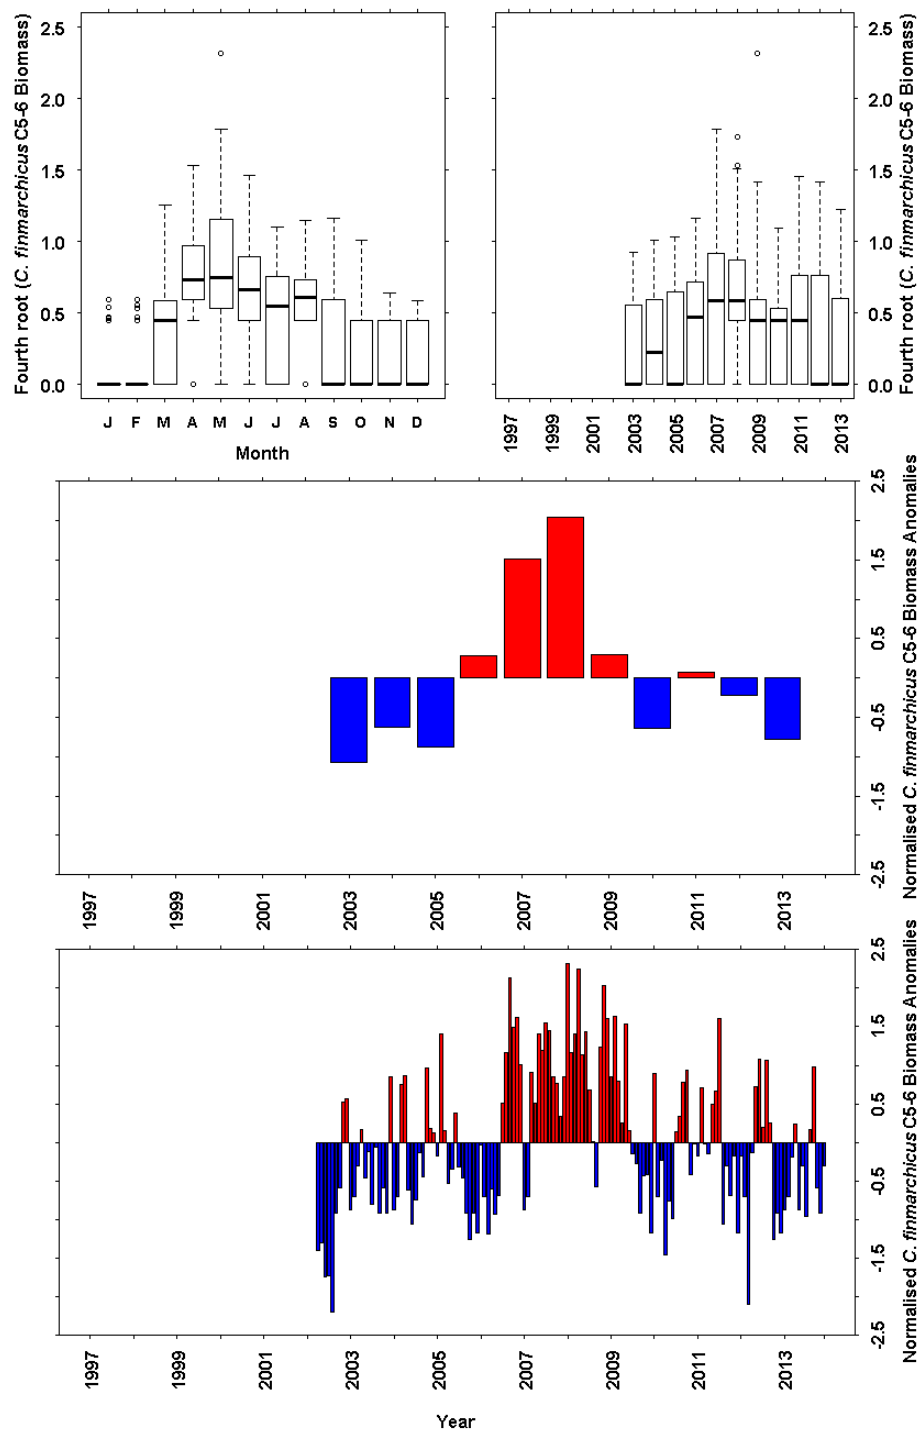 Fourth root (C. finmarchicus C5-6 Biomass)
2.5
2.0
1.5
1.0
0.5
0.0
J F M A M J J A S O N D
Month
2.5
2.0
1.5
1.0
0.5
0.0
Fourth root (C. finmarchicus C5-6 Biomass)
1997 1999 2001 2003 2005 2007 2009 2011 2013
2.5
1.5
0.5
-0.5
-1.5
-2.5
Normalised C. finmarchicus C5-6 Biomass Anomalies
1997 1999 2001 2003 2005 2007 2009 2011 2013
2.5
1.5
0.5
-0.5
-1.5
-2.5
Normalised C. finmarchicus C5-6 Biomass Anomalies
1997 1999 2001 2003 2005 2007 2009 2011 2013
Year